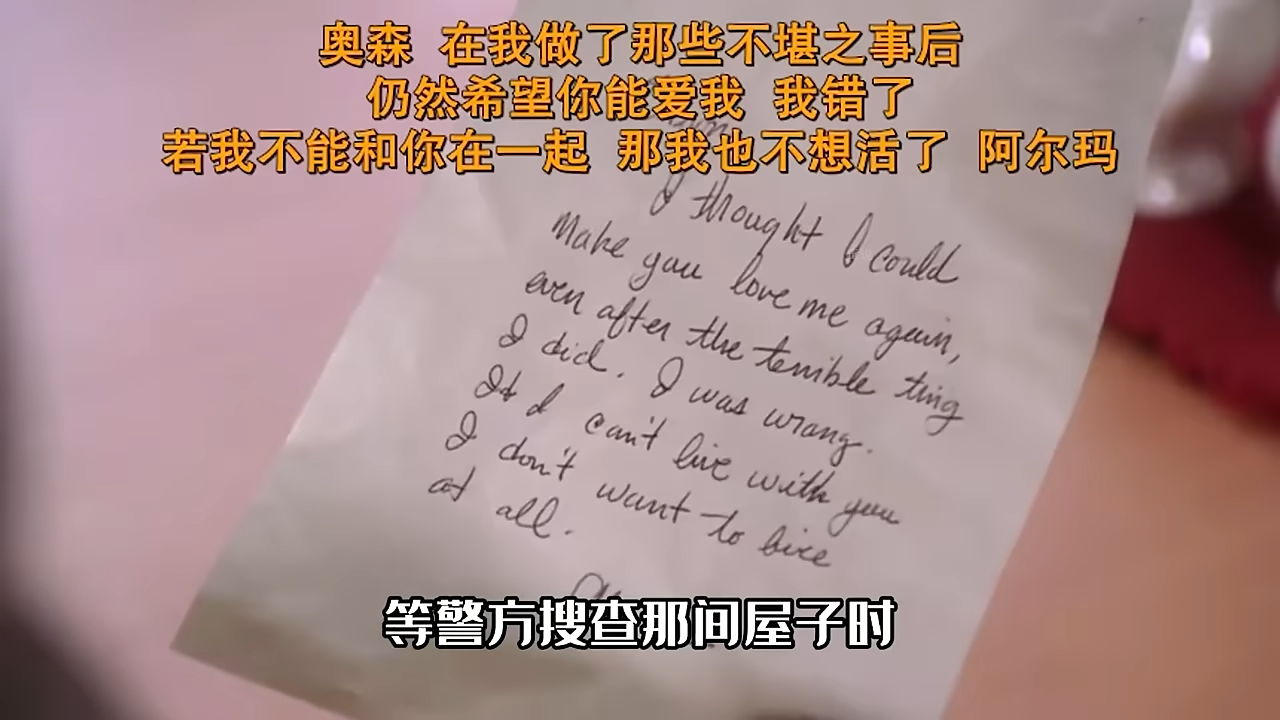 奥森 在我做了那些不堪之事后
仍然希望你能爱我 我错了
若我不能和你在一起 那我也不想活了 阿尔玛
I thought I could
make you love me again,
even after the terrible ting
I did. I was wrong.
If I can't live with you
I don't want to live
at all.
等警方搜查那间屋子时